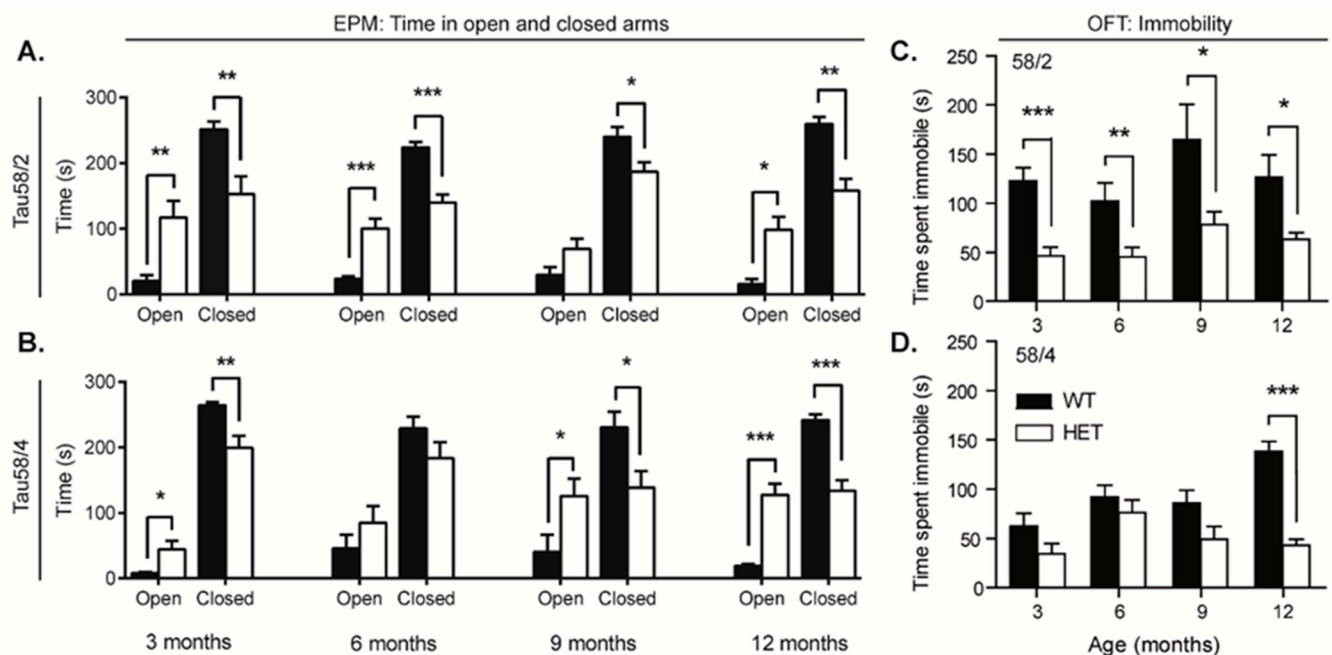 EPM: Time in open and closed arms
OFT: Immobility
A.
Tau58/2
Time (s)
300
200
100
0
**
**
***
***
*
*
**
Open Closed Open Closed Open Closed Open Closed
B.
Tau58/4
Time (s)
300
200
100
0
*
**
*
*
***
***
Open Closed Open Closed Open Closed Open Closed
3 months 6 months 9 months 12 months
C.
58/2
Time spent immobile (s)
250
200
150
100
50
0
***
**
*
*
3 6 9 12
D.
58/4
WT
HET
Time spent immobile (s)
250
200
150
100
50
0
***
3 6 9 12
Age (months)